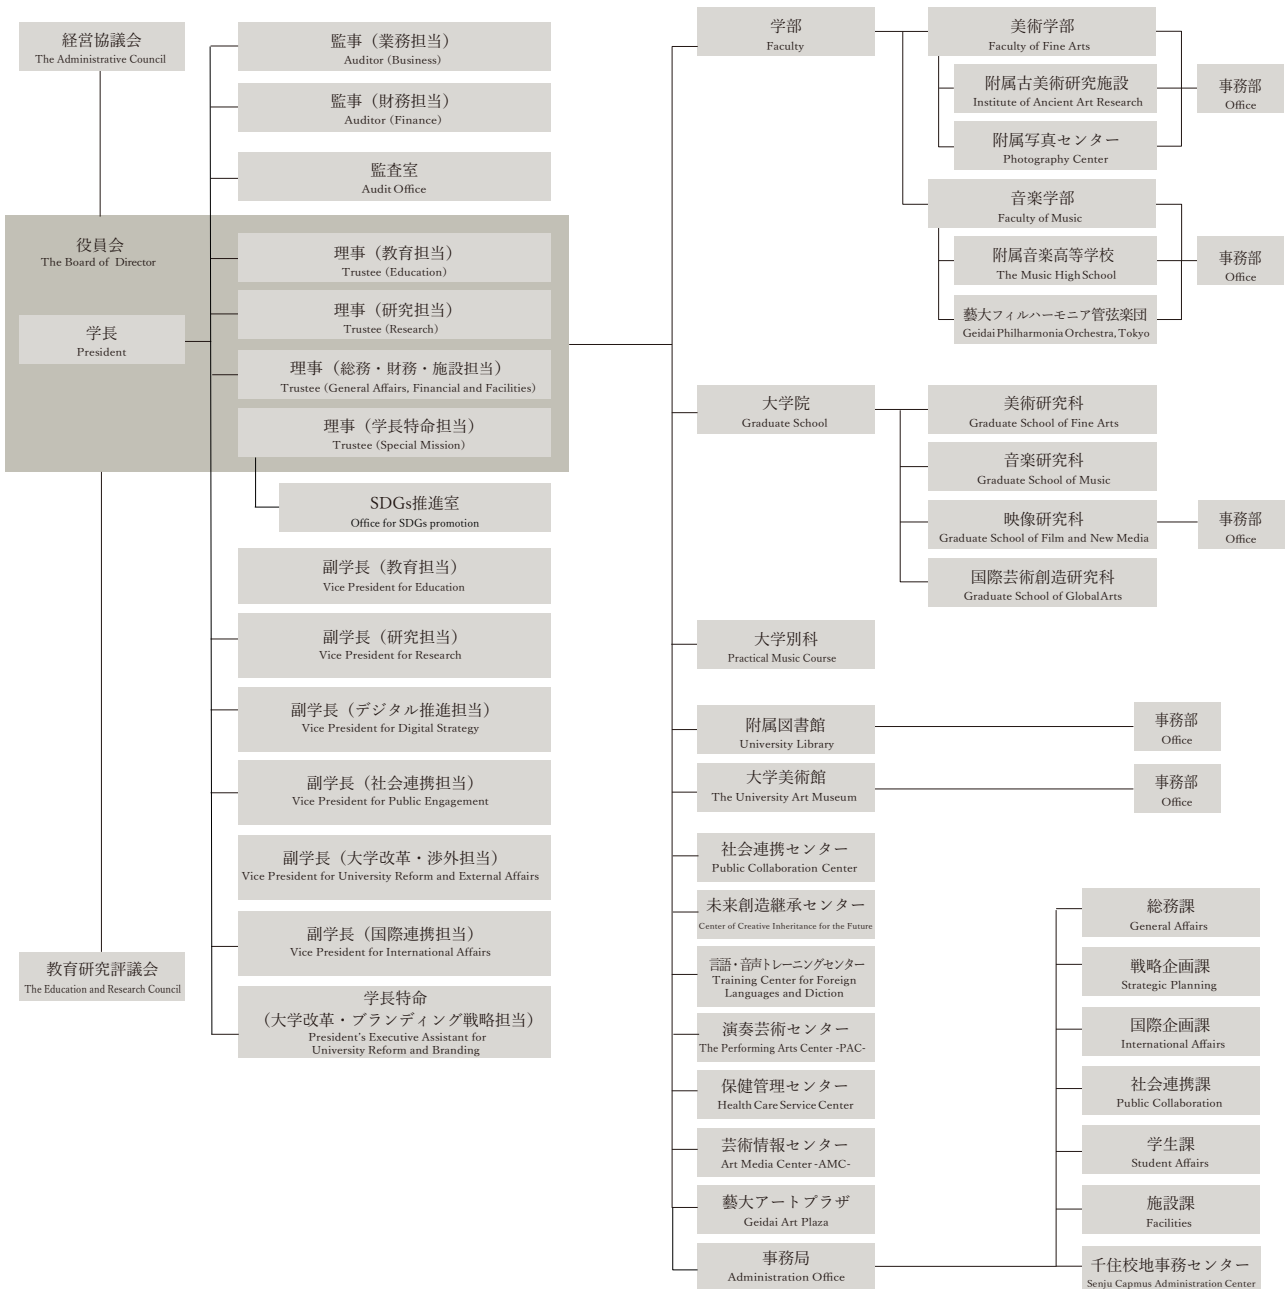 経営協議会
The Administrative Council
役員会
The Board of Director
学長
President
教育研究評議会
The Education and Research Council
監事（業務担当）
Auditor (Business)
監事（財務担当）
Auditor (Finance)
監査室
Audit Office
理事（教育担当）
Trustee (Education)
理事（研究担当）
Trustee (Research)
理事（総務・財務・施設担当）
Trustee (General Affairs, Financial and Facilities)
理事（学長特命担当）
Trustee (Special Mission)
SDGs推進室
Office for SDGs promotion
副学長（教育担当）
Vice President for Education
副学長（研究担当）
Vice President for Research
副学長（デジタル推進担当）
Vice President for Digital Strategy
副学長（社会連携担当）
Vice President for Public Engagement
副学長（大学改革・渉外担当）
Vice President for University Reform and External Affairs
副学長（国際連携担当）
Vice President for International Affairs
学長特命
（大学改革・ブランディング戦略担当）
President's Executive Assistant for
University Reform and Branding
学部
Faculty
美術学部
Faculty of Fine Arts
附属古美術研究施設
Institute of Ancient Art Research
附属写真センター
Photography Center
事務部
Office
音楽学部
Faculty of Music
附属音楽高等学校
The Music High School
藝大フィルハーモニア管弦楽団
Geidai Philharmonia Orchestra, Tokyo
事務部
Office
大学院
Graduate School
美術研究科
Graduate School of Fine Arts
音楽研究科
Graduate School of Music
映像研究科
Graduate School of Film and New Media
事務部
Office
国際芸術創造研究科
Graduate School of GlobalArts
大学別科
Practical Music Course
附属図書館
University Library
事務部
Office
大学美術館
The University Art Museum
事務部
Office
社会連携センター
Public Collaboration Center
未来創造継承センター
Center of Creative Inheritance for the Future
言語・音声トレーニングセンター
Training Center for Foreign
Languages and Diction
演奏芸術センター
The Performing Arts Center -PAC-
保健管理センター
Health Care Service Center
芸術情報センター
Art Media Center -AMC-
藝大アートプラザ
Geidai Art Plaza
事務局
Administration Office
総務課
General Affairs
戦略企画課
Strategic Planning
国際企画課
International Affairs
社会連携課
Public Collaboration
学生課
Student Affairs
施設課
Facilities
千住校地事務センター
Senju Capmus Administration Center